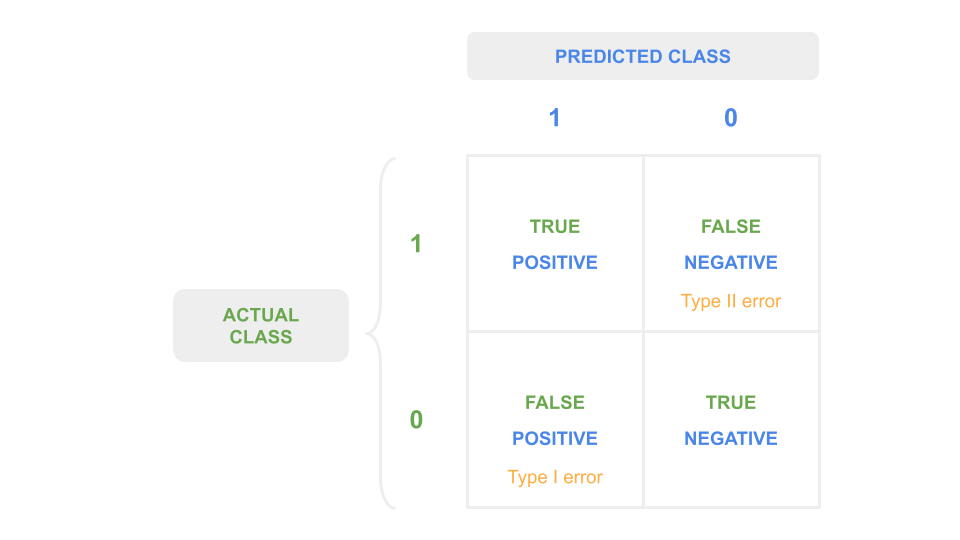 PREDICTED CLASS
1 0
1
TRUE
POSITIVE
FALSE
NEGATIVE
Type II error
ACTUAL
CLASS
0
FALSE
POSITIVE
Type I error
TRUE
NEGATIVE